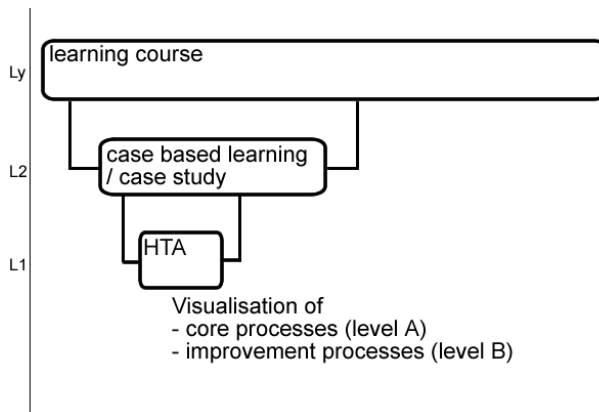 Ly
learning course
L2
case based learning
/ case study
L1
HTA
Visualisation of
- core processes (level A)
- improvement processes (level B)